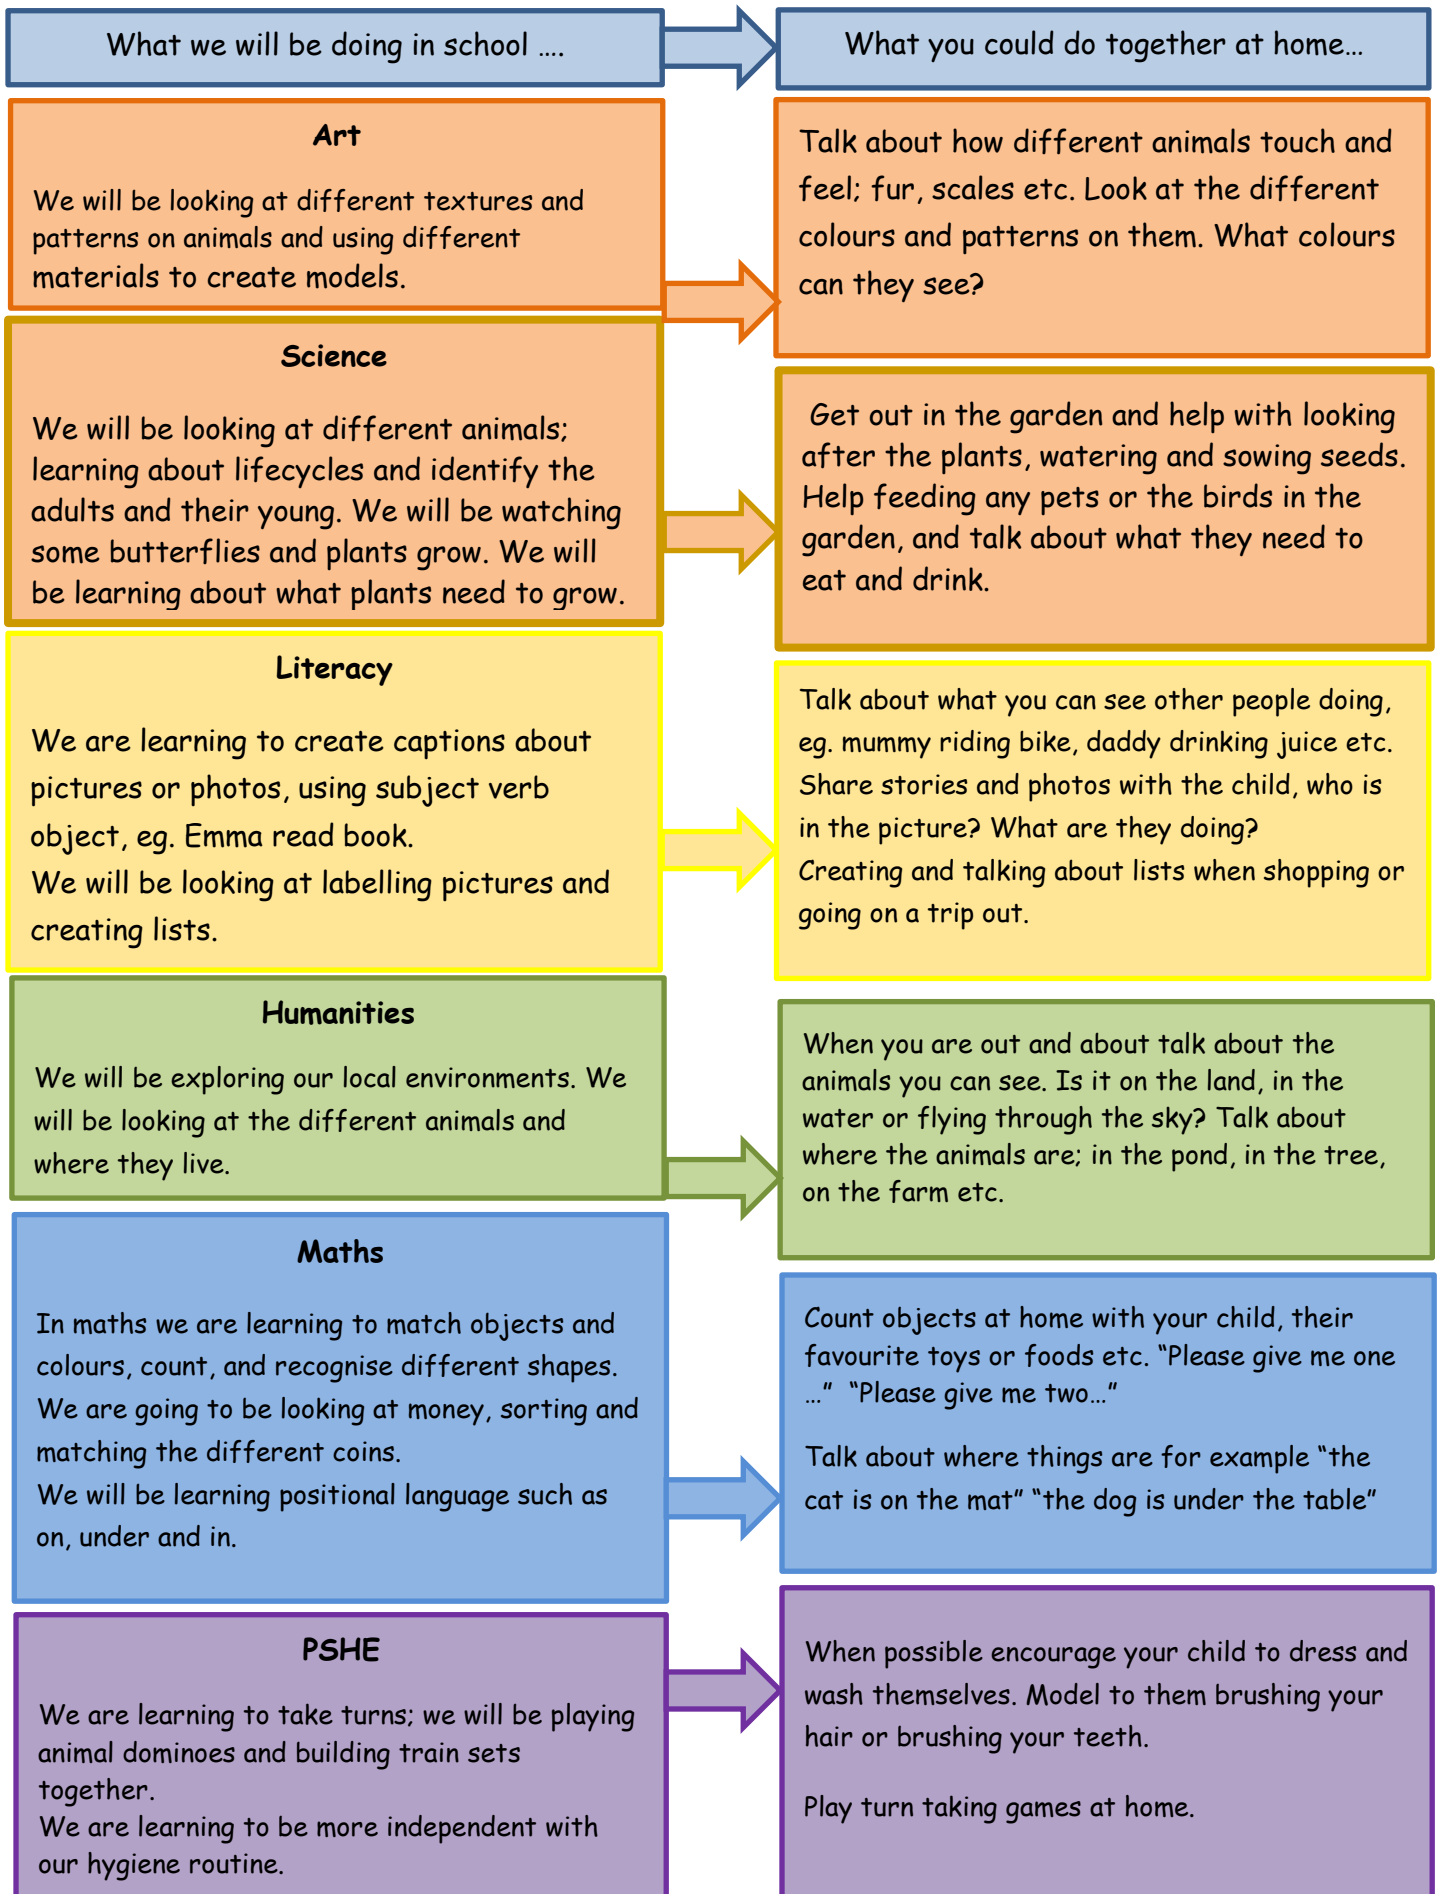 What we will be doing in school ....
What you could do together at home...
Art
We will be looking at different textures and
patterns on animals and using different
materials to create models.
Talk about how different animals touch and
feel; fur, scales etc. Look at the different
colours and patterns on them. What colours
can they see?
Science
We will be looking at different animals;
learning about lifecycles and identify the
adults and their young. We will be watching
some butterflies and plants grow. We will
be learning about what plants need to grow.
Get out in the garden and help with looking
after the plants, watering and sowing seeds.
Help feeding any pets or the birds in the
garden, and talk about what they need to
eat and drink.
Literacy
We are learning to create captions about
pictures or photos, using subject verb
object, eg. Emma read book.
We will be looking at labelling pictures and
creating lists.
Talk about what you can see other people doing,
eg. mummy riding bike, daddy drinking juice etc.
Share stories and photos with the child, who is
in the picture? What are they doing?
Creating and talking about lists when shopping or
going on a trip out.
Humanities
We will be exploring our local environments. We
will be looking at the different animals and
where they live.
When you are out and about talk about the
animals you can see. Is it on the land, in the
water or flying through the sky? Talk about
where the animals are; in the pond, in the tree,
on the farm etc.
Maths
In maths we are learning to match objects and
colours, count, and recognise different shapes.
We are going to be looking at money, sorting and
matching the different coins.
We will be learning positional language such as
on, under and in.
Count objects at home with your child, their
favourite toys or foods etc. “Please give me one
…” “Please give me two…”
Talk about where things are for example “the
cat is on the mat” “the dog is under the table”
PSHE
We are learning to take turns; we will be playing
animal dominoes and building train sets
together.
We are learning to be more independent with
our hygiene routine.
When possible encourage your child to dress and
wash themselves. Model to them brushing your
hair or brushing your teeth.
Play turn taking games at home.